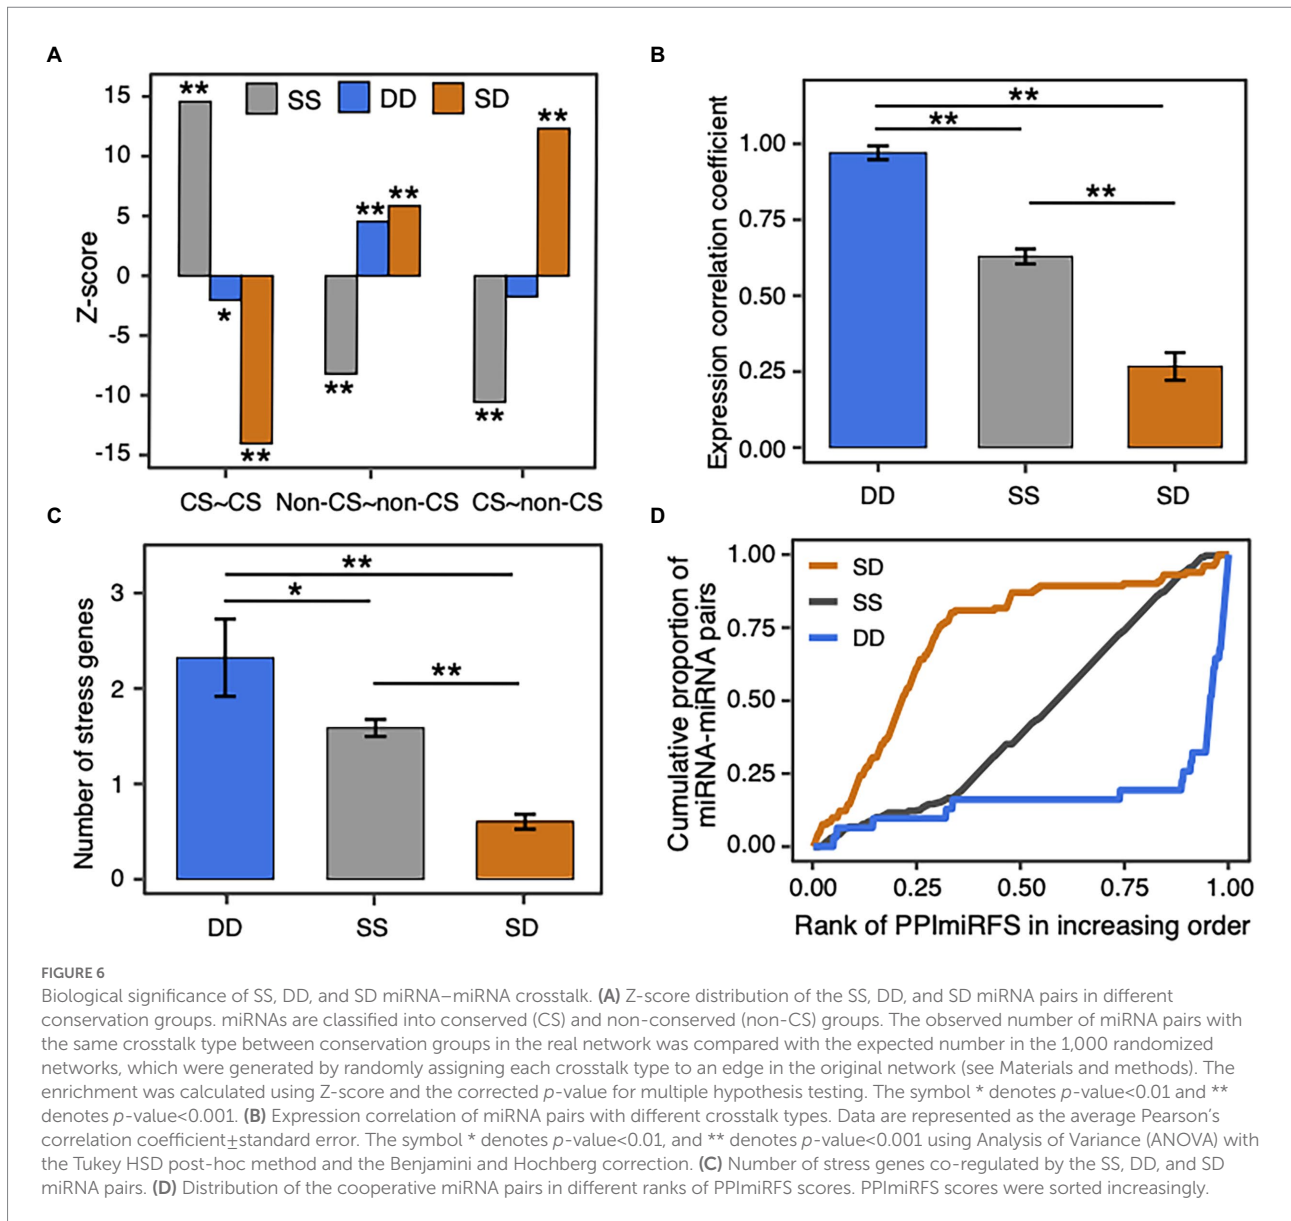 A
B
**
SS
DD
SD
**
**
**
*
**
**
**
15
10
5
0
-5
-10
-15
Z-score
CS~CS
Non-CS~non-CS
CS~non-CS
**
**
**
1.00
0.75
0.50
0.25
0.00
Expression correlation coefficient
DD
SS
SD
C
D
**
*
**
3
2
1
0
Number of stress genes
DD
SS
SD
SD
SS
DD
1.00
0.75
0.50
0.25
0.00
Cumulative proportion of
miRNA-miRNA pairs
0.00
0.25
0.50
0.75
1.00
Rank of PPImiRFS in increasing order
FIGURE 6
Biological significance of SS, DD, and SD miRNA–miRNA crosstalk. (A) Z-score distribution of the SS, DD, and SD miRNA pairs in different
conservation groups. miRNAs are classified into conserved (CS) and non-conserved (non-CS) groups. The observed number of miRNA pairs with
the same crosstalk type between conservation groups in the real network was compared with the expected number in the 1,000 randomized
networks, which were generated by randomly assigning each crosstalk type to an edge in the original network (see Materials and methods). The
enrichment was calculated using Z-score and the corrected p-value for multiple hypothesis testing. The symbol * denotes p-value<0.01 and **
denotes p-value<0.001. (B) Expression correlation of miRNA pairs with different crosstalk types. Data are represented as the average Pearson's
correlation coefficient±standard error. The symbol * denotes p-value<0.01, and ** denotes p-value<0.001 using Analysis of Variance (ANOVA) with
the Tukey HSD post-hoc method and the Benjamini and Hochberg correction. (C) Number of stress genes co-regulated by the SS, DD, and SD
miRNA pairs. (D) Distribution of the cooperative miRNA pairs in different ranks of PPImiRFS scores. PPImiRFS scores were sorted increasingly.